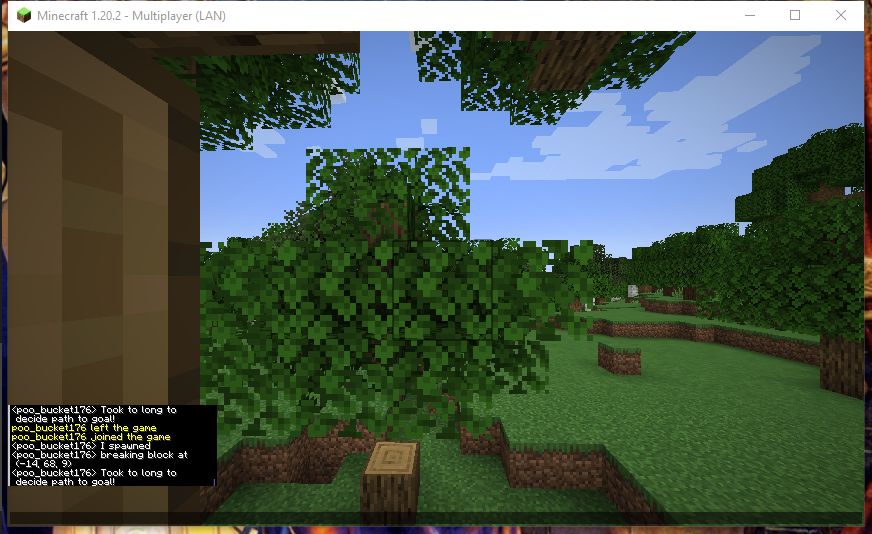 Minecraft 1.20.2 - Multiplayer (LAN)
<poo_bucket176> Took to long to
decide path to goal!
poo_bucket176 left the game
poo_bucket176 joined the game
<poo_bucket176> I spawned
<poo_bucket176> breaking block at
(-14, 68, 9)
<poo_bucket176> Took to long to
decide path to goal!